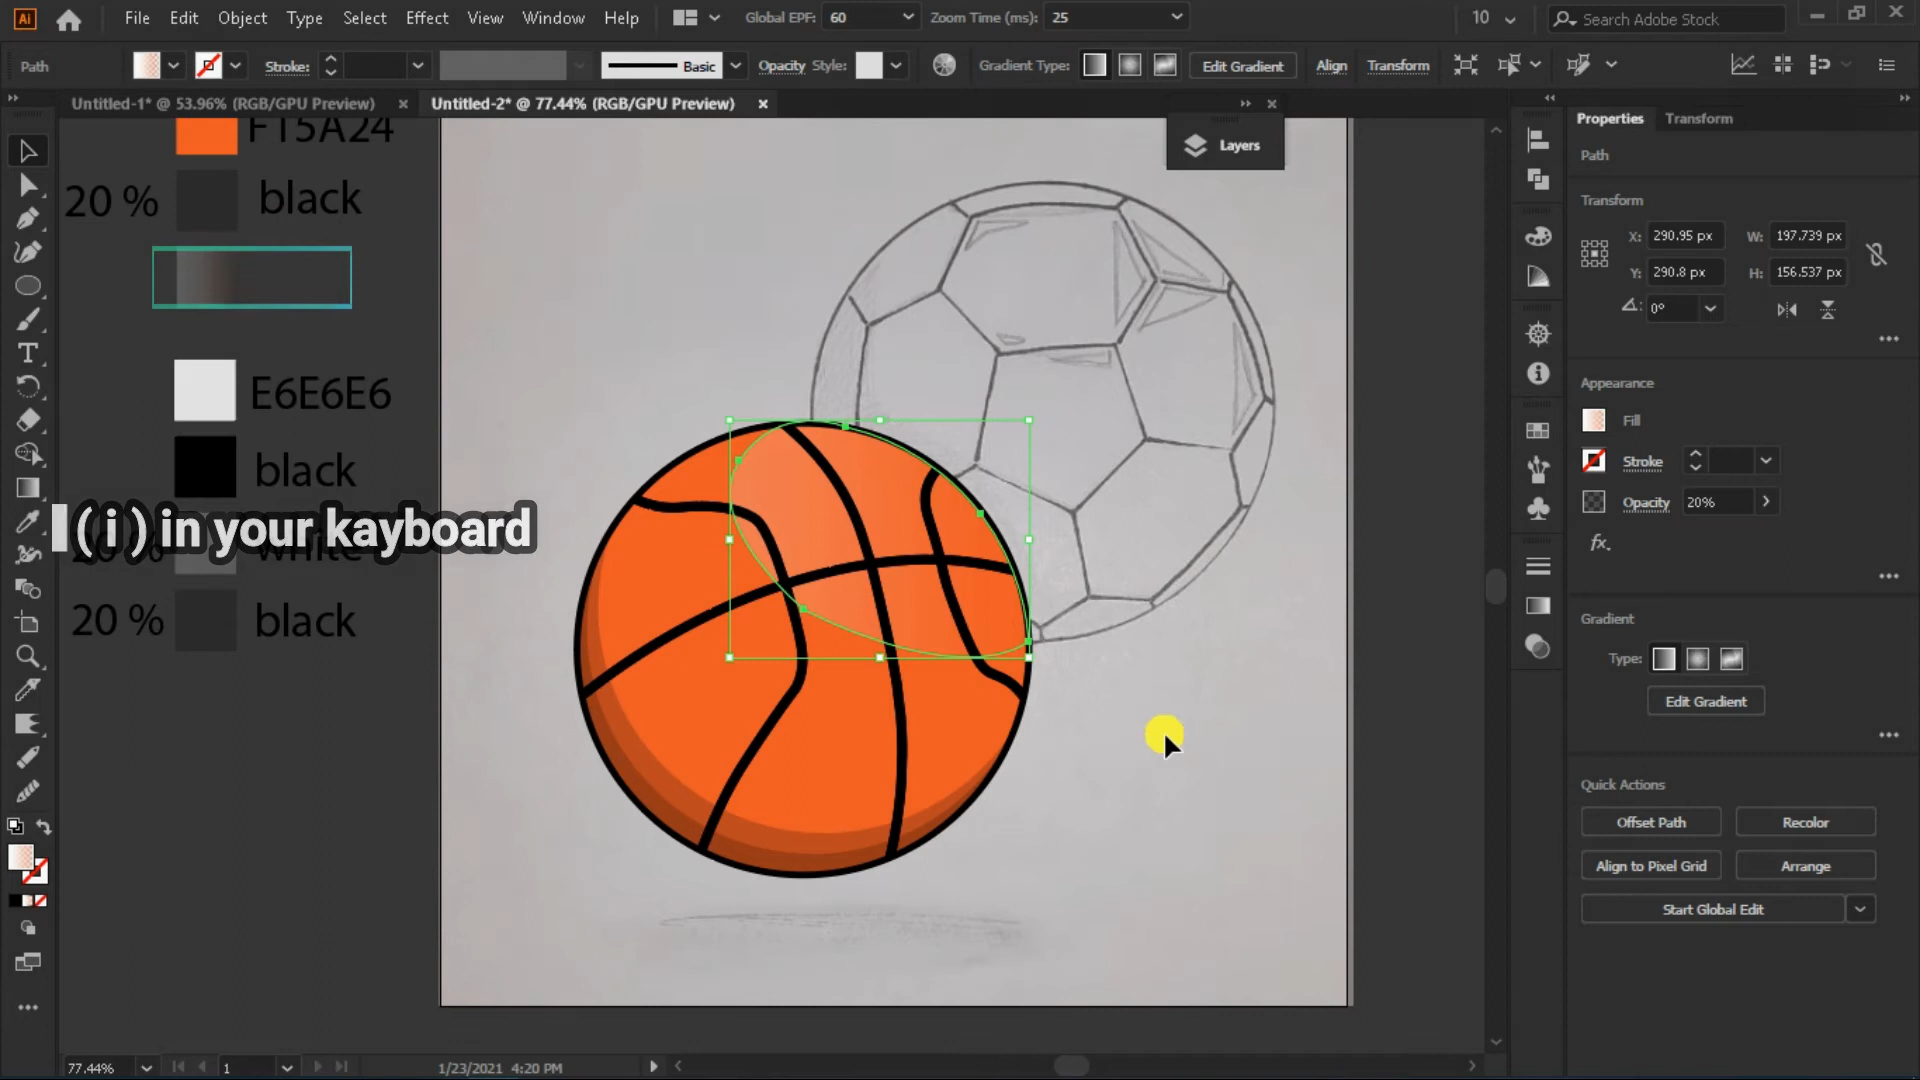 Ai File Edit Object Type Select Effect View Window Help Global EPF: 60 Zoom Time (ms): 25 10 Search Adobe Stock
Path Stroke: Basic Opacity Style: Gradient Type: Edit Gradient Align Transform
Untitled-1* @ 53.96% (RGB/GPU Preview) Untitled-2* @ 77.44% (RGB/GPU Preview)
F15A24
20 % black
E6E6E6
black
I ( i ) in your kayboard
20 % white
20 % black
Layers
Properties Transform
Path
Transform
X: 290.95 px W: 197.739 px
Y: 290.8 px H: 156.537 px
0°
Appearance
Fill
Stroke
Opacity 20%
fx.
Gradient
Type:
Edit Gradient
Quick Actions
Offset Path Recolor
Align to Pixel Grid Arrange
Start Global Edit
77.44% 1 1/23/2021 4:20 PM